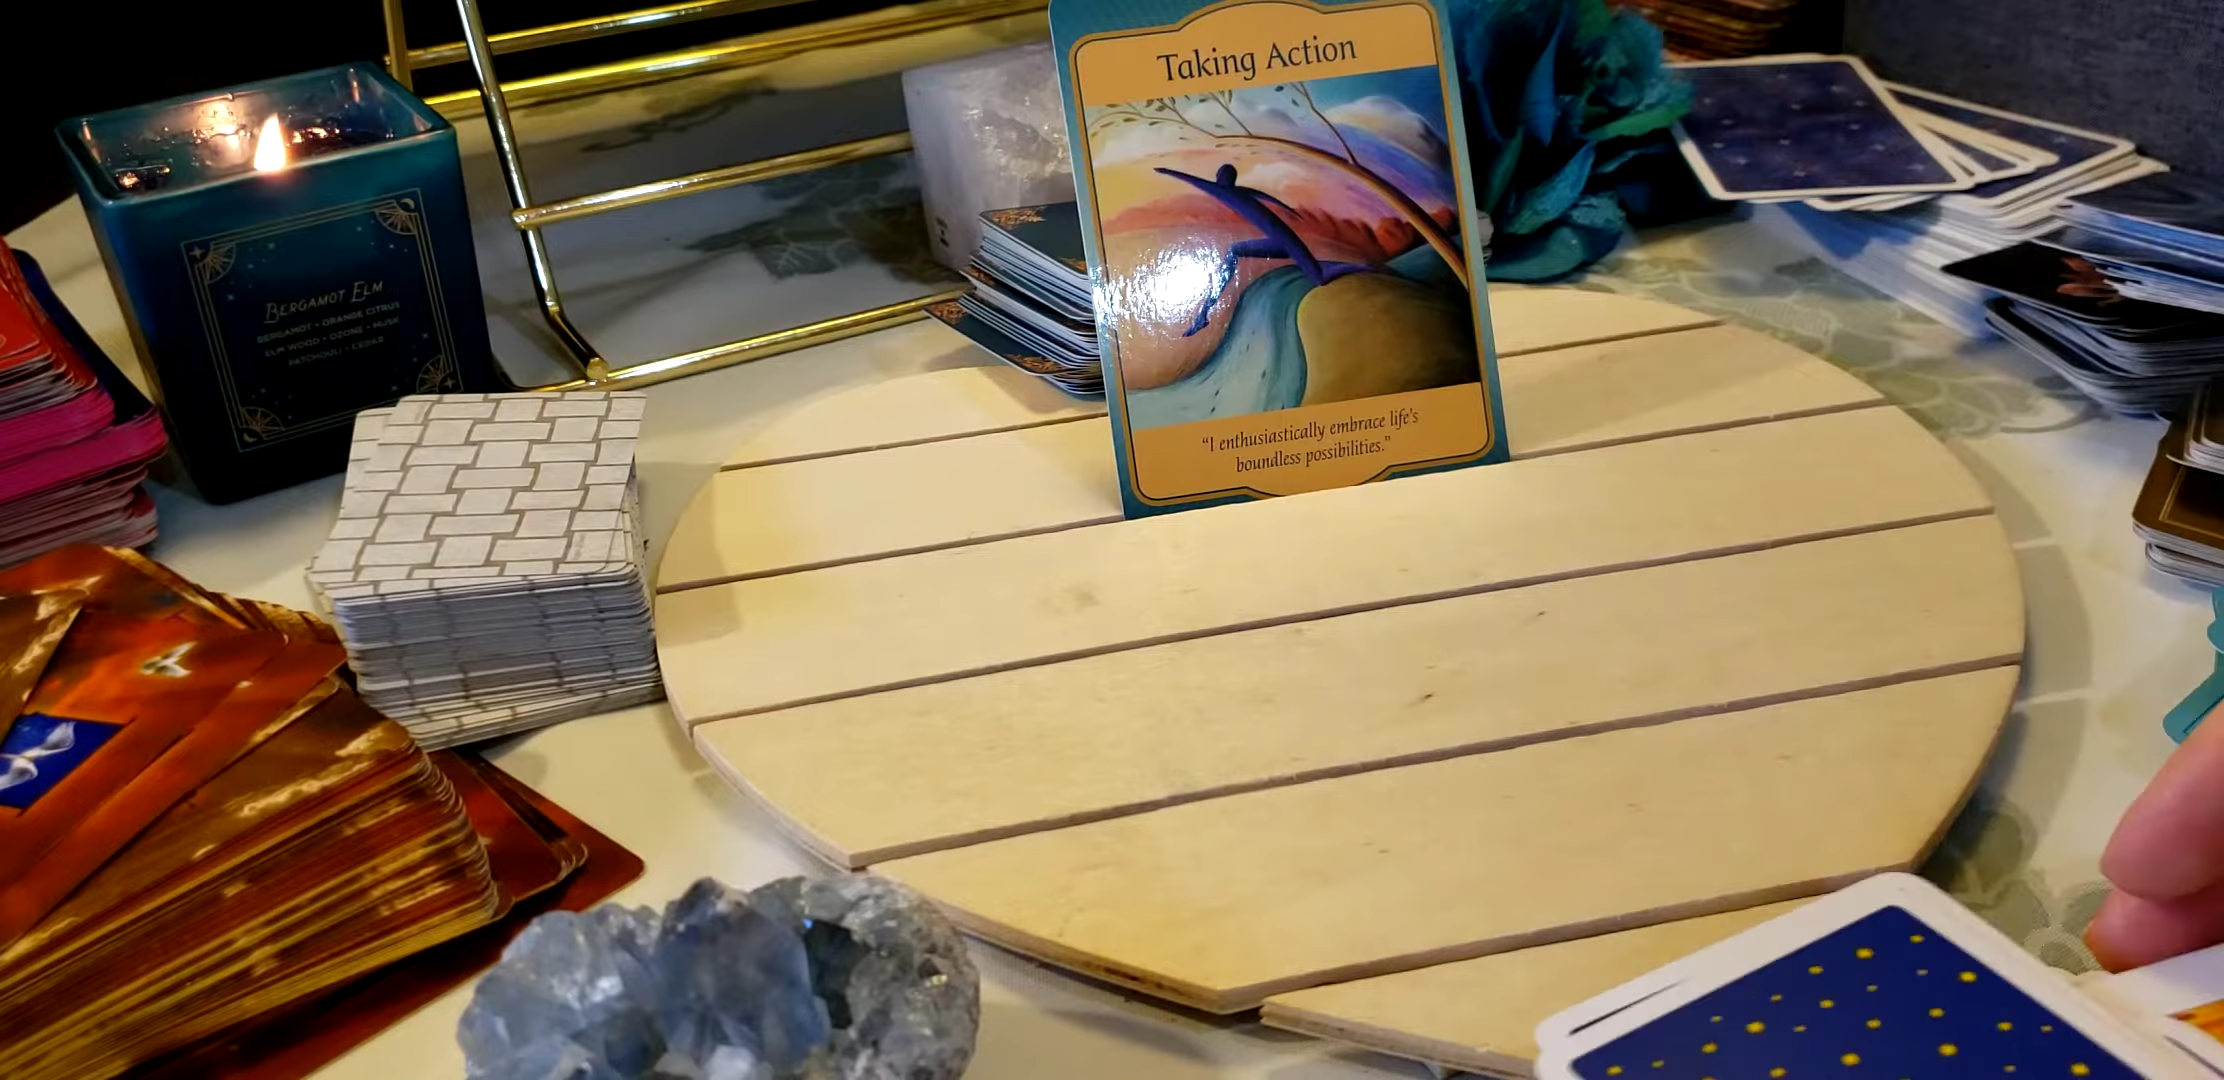 Taking Action
BERGAMOT ELM
BERGAMOT • ORANGE CITRUS
ELM WOOD • OZONE • MUSK
PATCHOULI • CEDAR
“I enthusiastically embrace life’s
boundless possibilities.”